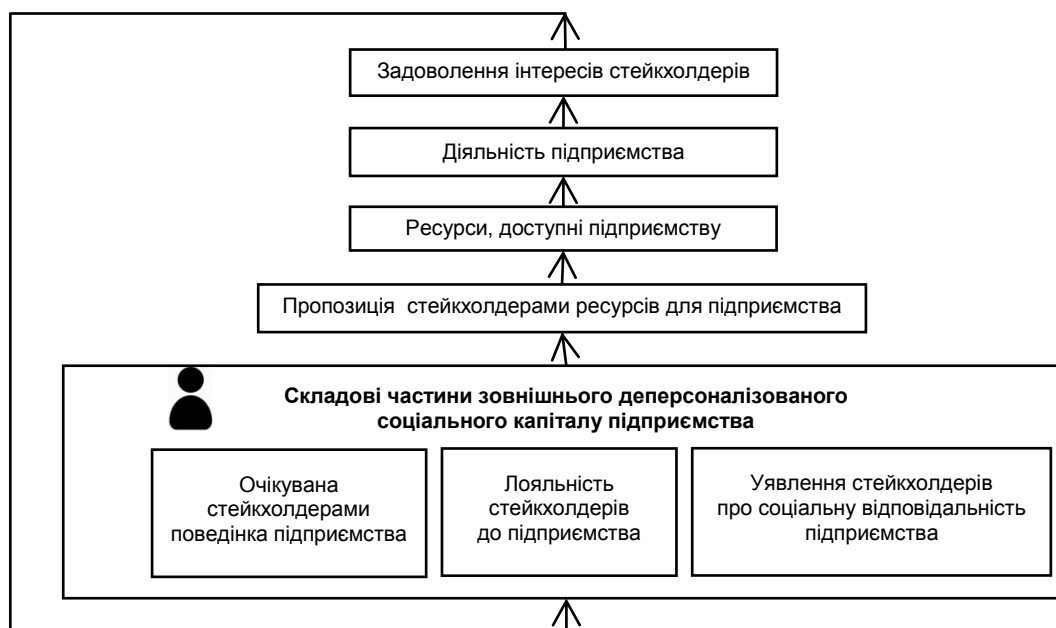 Задоволення інтересів стейкхолдерів
Діяльність підприємства
Ресурси, доступні підприємству
Пропозиція стейкхолдерами ресурсів для підприємства
Складові частини зовнішнього деперсоналізованого
соціального капіталу підприємства
Очікувана
стейкхолдерами
поведінка підприємства
Лояльність
стейкхолдерів
до підприємства
Уявлення стейкхолдерів
про соціальну відповідальність
підприємства